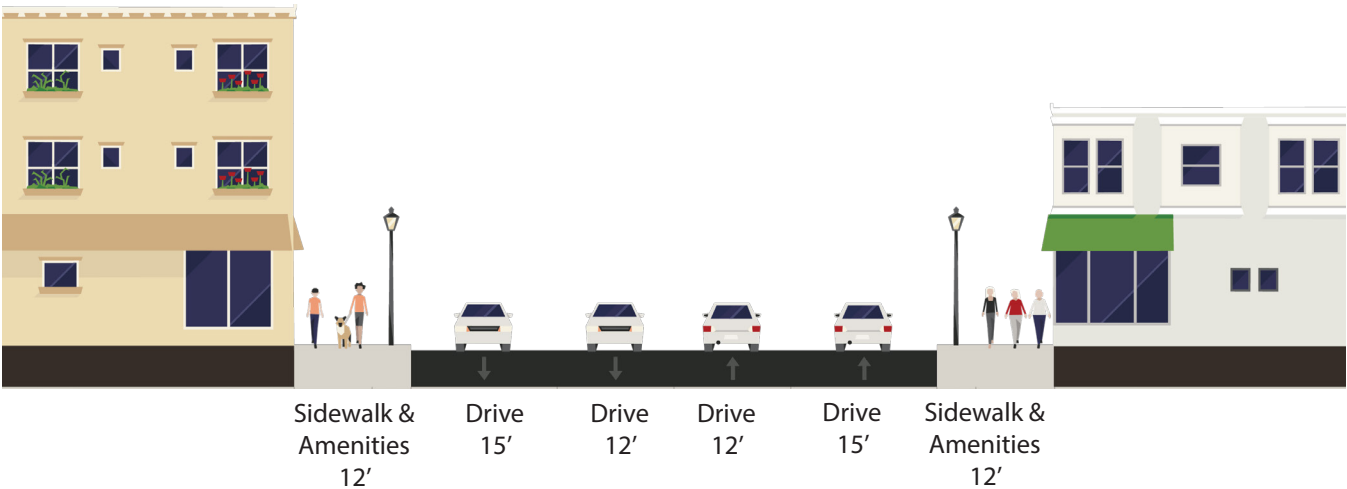 Sidewalk &
Amenities
12’
Drive
15’
Drive
12’
Drive
12’
Drive
15’
Sidewalk &
Amenities
12’